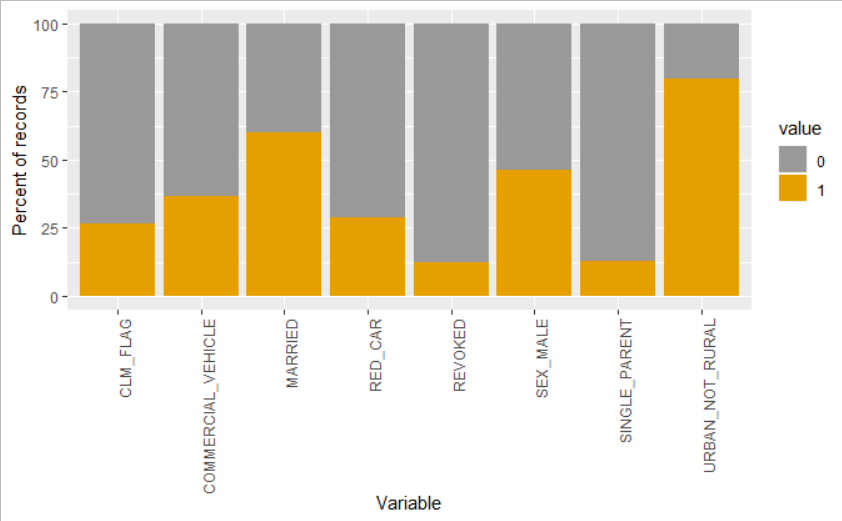 100
75
50
25
0
Percent of records
CLM_FLAG
COMMERCIAL_VEHICLE
MARRIED
RED_CAR
REVOKED
SEX_MALE
SINGLE_PARENT
URBAN_NOT_RURAL
Variable
value
0
1